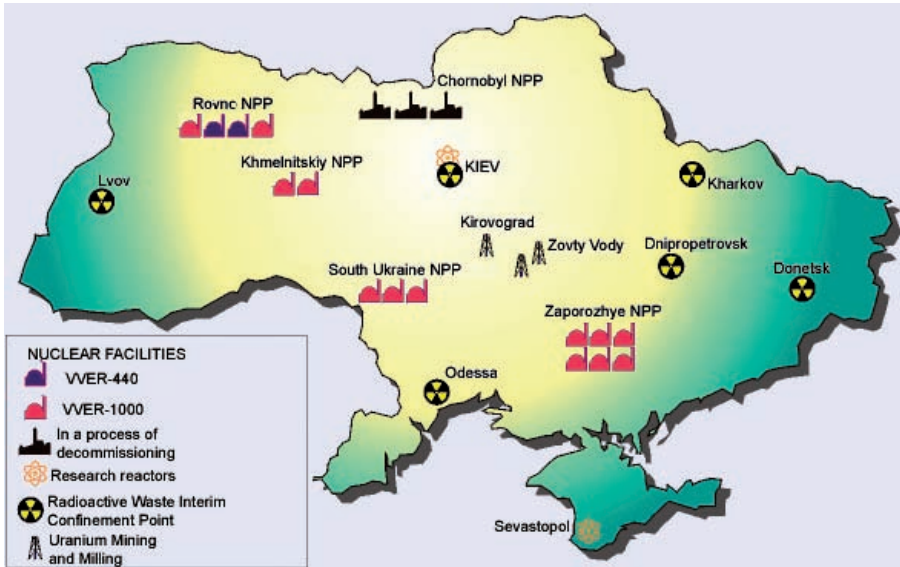 Chornobyl NPP
Rovno NPP
Khmelnitskiy NPP
KIEV
Lvov
Kharkov
Kirovograd
Zovty Vody
Dnipropetrovsk
South Ukraine NPP
Donetsk
Zaporozhye NPP
Odessa
Sevastopol
NUCLEAR FACILITIES
VVER-440
VVER-1000
In a process of
decommissioning
Research reactors
Radioactive Waste Interim
Confinement Point
Uranium Mining
and Milling